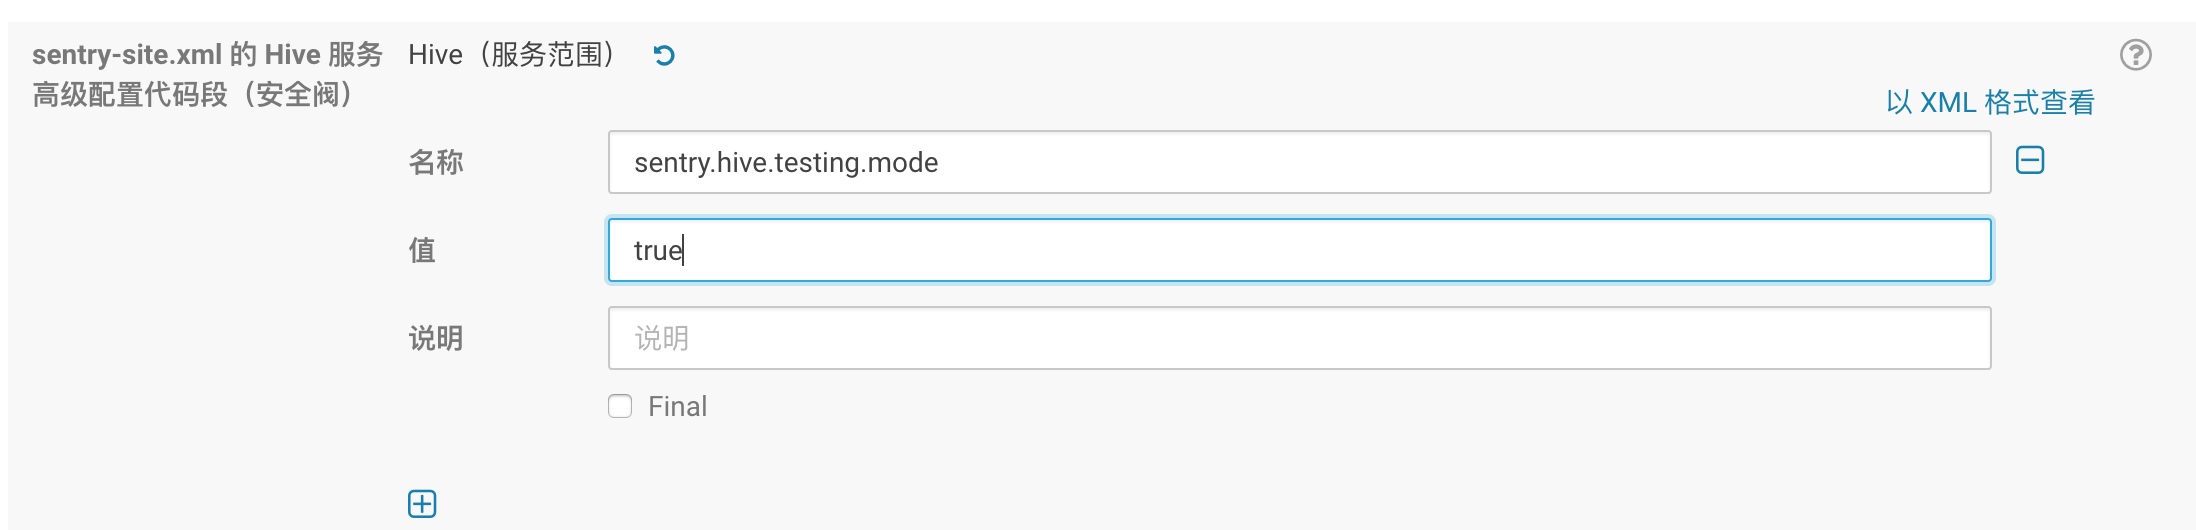 sentry-site.xml 的 Hive 服务
高级配置代码段（安全阀）
Hive（服务范围）
以 XML 格式查看
名称
sentry.hive.testing.mode
值
true
说明
说明
Final